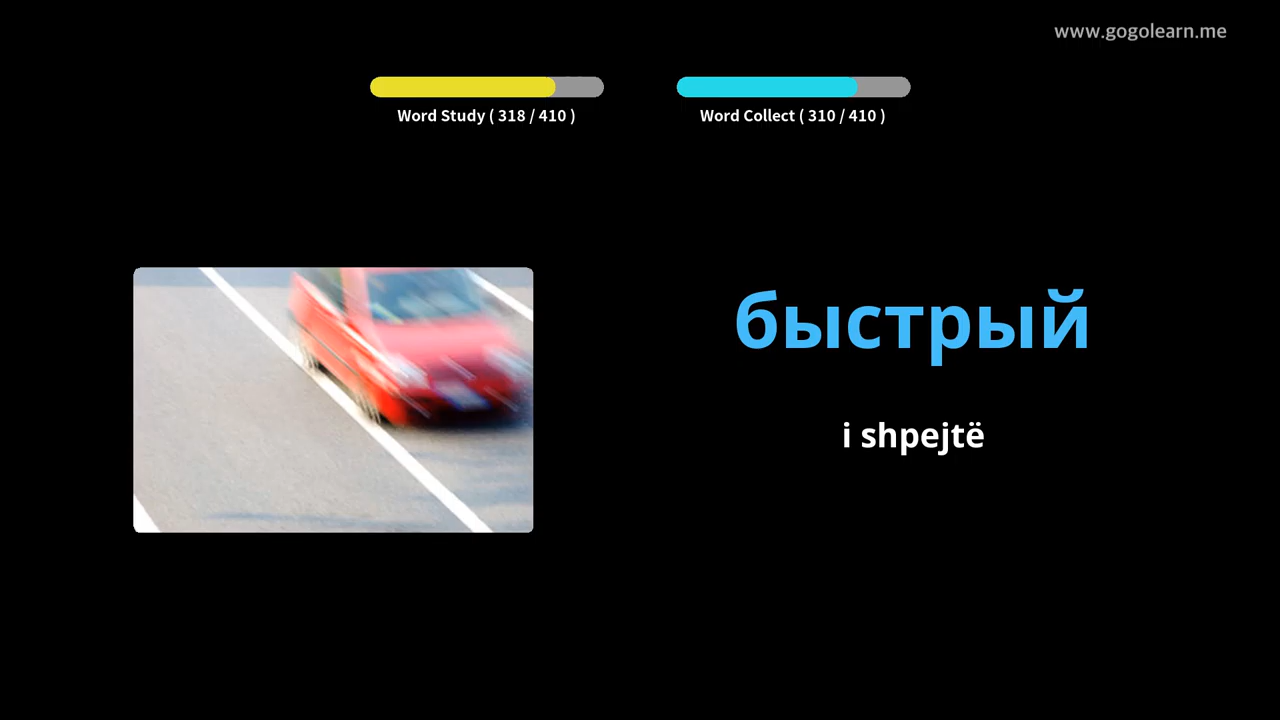 www.gogolearn.me
Word Study ( 318 / 410 )
Word Collect ( 310 / 410 )
быстрый
i shpejtë